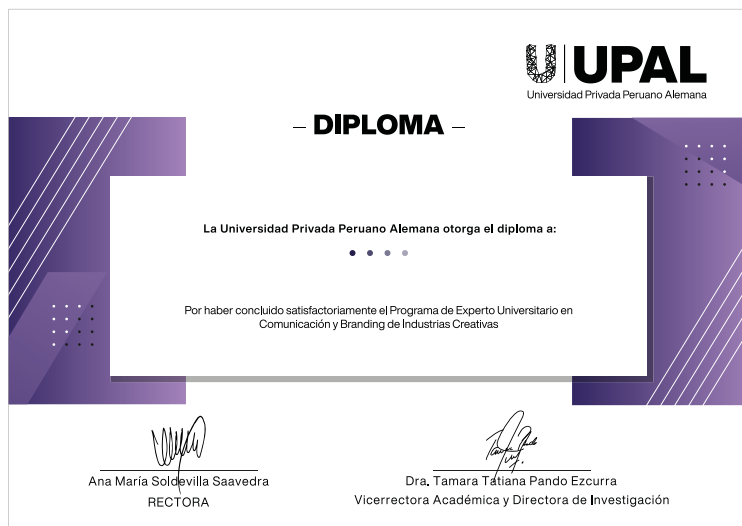 UPAL
Universidad Privada Peruano Alemana
– DIPLOMA –
La Universidad Privada Peruano Alemana otorga el diploma a:
Por haber concluido satisfactoriamente el Programa de Experto Universitario en
Comunicación y Branding de Industrias Creativas
Ana María Soldevilla Saavedra
RECTORA
Dra. Tamara Tatiana Pando Ezcurra
Vicerrectora Académica y Directora de Investigación